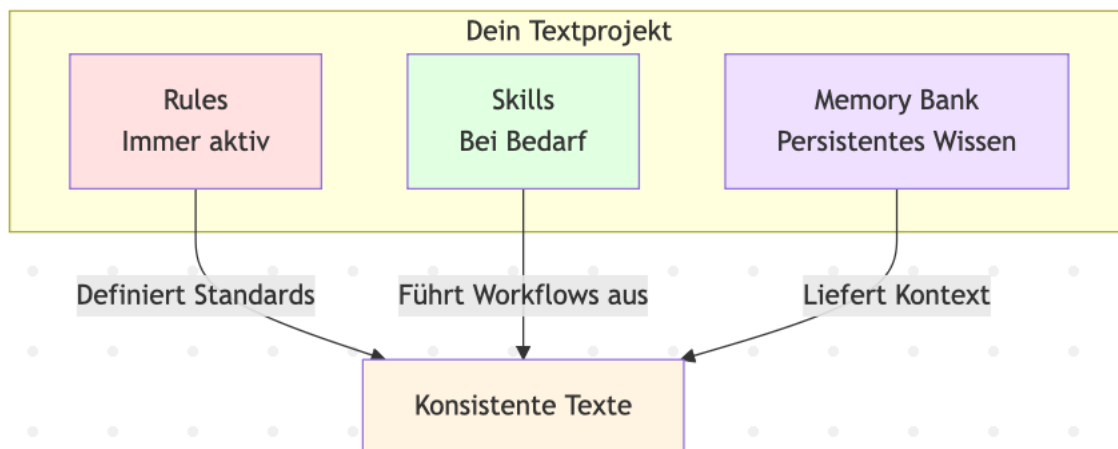 Dein Textprojekt
Rules
Immer aktiv
Skills
Bei Bedarf
Memory Bank
Persistentes Wissen
Definiert Standards
Führt Workflows aus
Liefert Kontext
Konsistente Texte